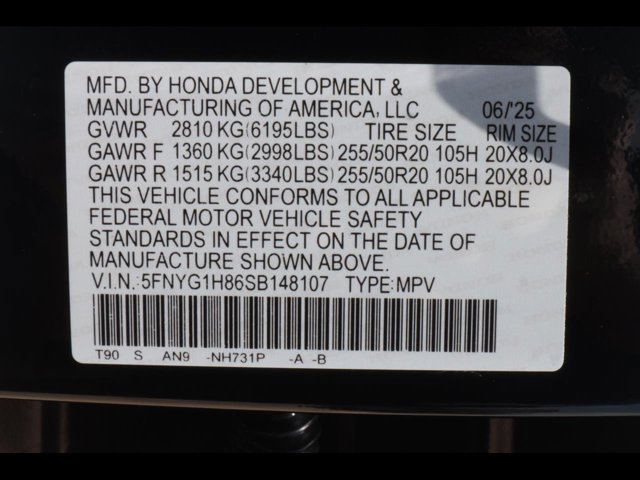 MFD. BY HONDA DEVELOPMENT &
MANUFACTURING OF AMERICA, LLC 06/'25
GVWR 2810 KG(6195LBS) TIRE SIZE RIM SIZE
GAWR F 1360 KG(2998LBS) 255/50R20 105H 20X8.0J
GAWR R 1515 KG(3340LBS) 255/50R20 105H 20X8.0J
THIS VEHICLE CONFORMS TO ALL APPLICABLE
FEDERAL MOTOR VEHICLE SAFETY
STANDARDS IN EFFECT ON THE DATE OF
MANUFACTURE SHOWN ABOVE.
V.I.N.:5FNYG1H86SB148107 TYPE:MPV
T90 S AN9 -NH731P -A -B